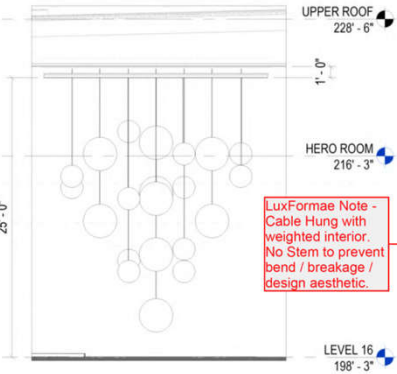 UPPER ROOF
228' - 6"
1' - 0"
HERO ROOM
216' - 3"
25' - 0"
LuxFormae Note -
Cable Hung with
weighted interior.
No Stem to prevent
bend / breakage /
design aesthetic.
LEVEL 16
198' - 3"